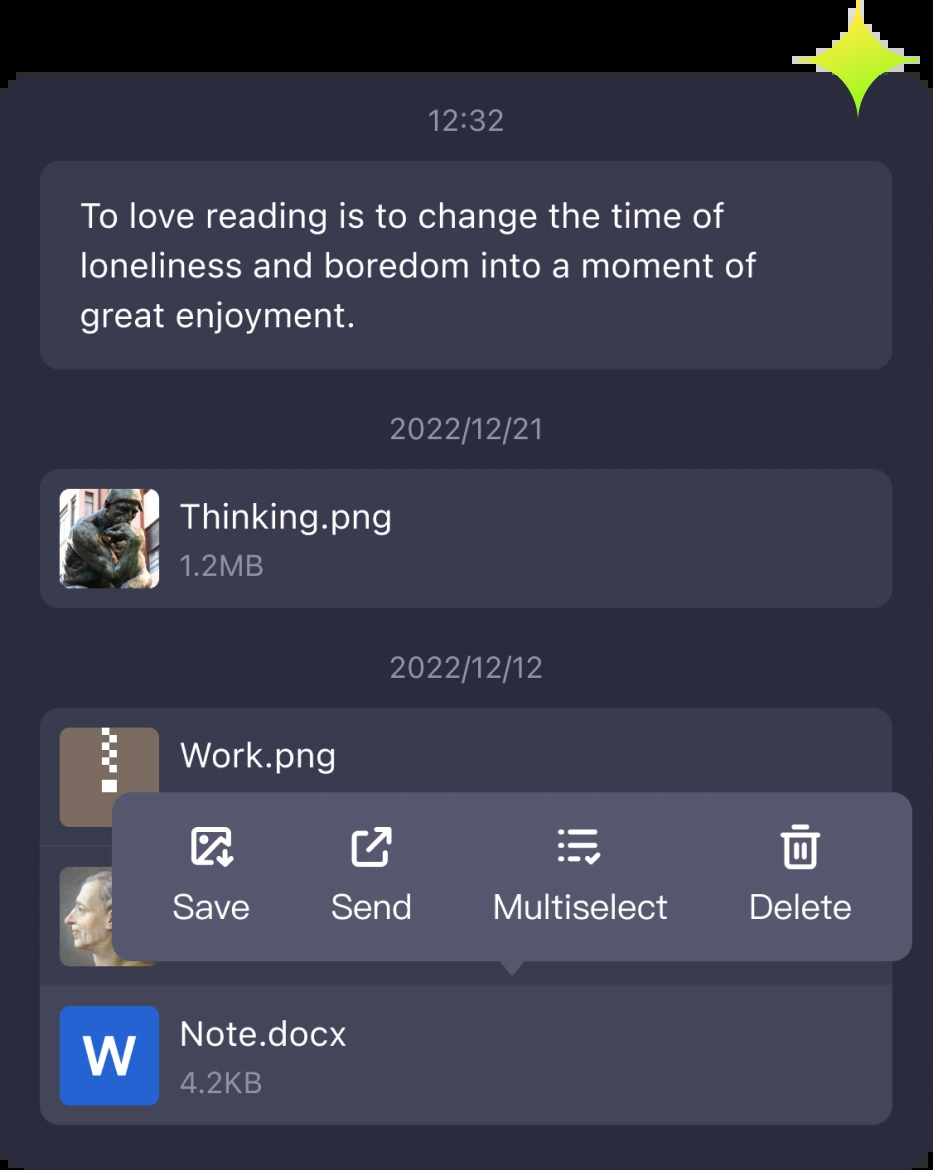 12:32
To love reading is to change the time of
loneliness and boredom into a moment of
great enjoyment.
2022/12/21
Thinking.png
1.2MB
2022/12/12
Work.png
Save Send Multiselect Delete
W
Note.docx
4.2KB